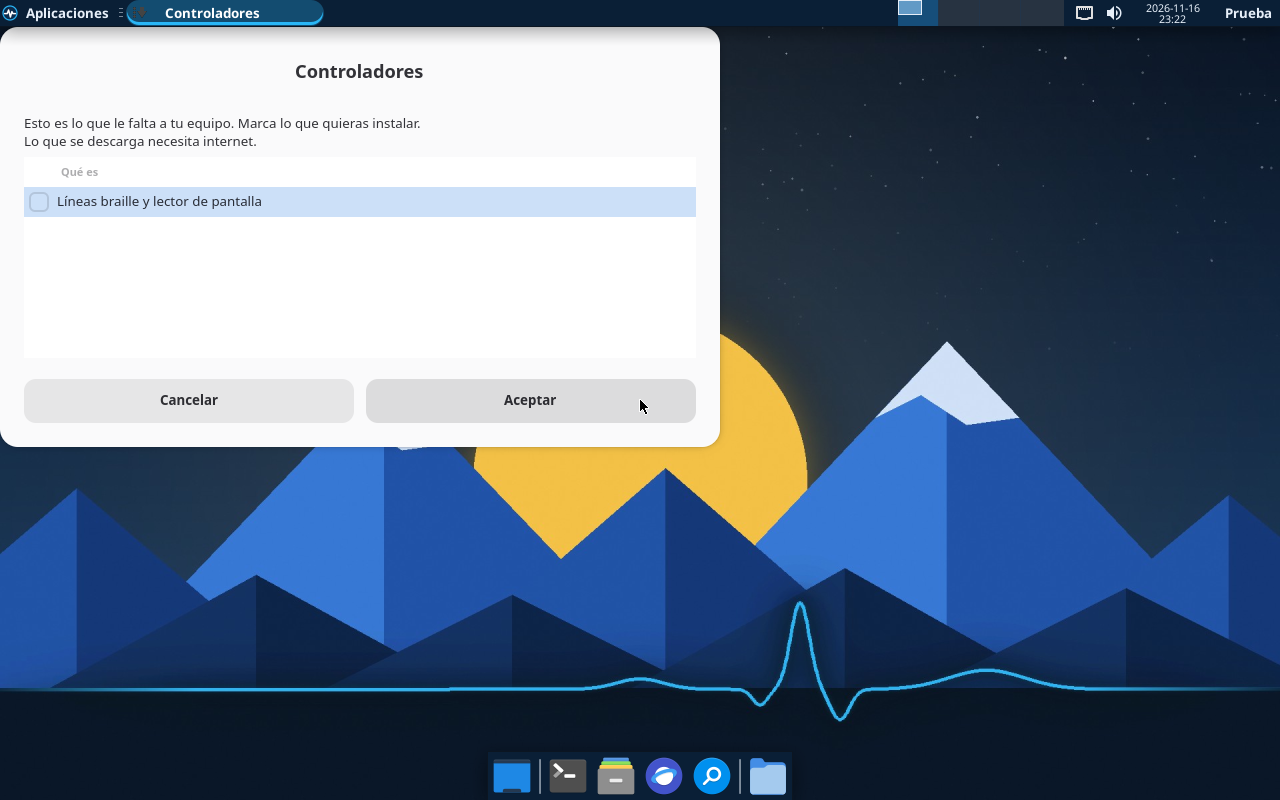 Aplicaciones
Controladores
2026-11-16
23:22
Prueba
Controladores
Esto es lo que le falta a tu equipo. Marca lo que quieras instalar.
Lo que se descarga necesita internet.
Qué es
Líneas braille y lector de pantalla
Cancelar
Aceptar